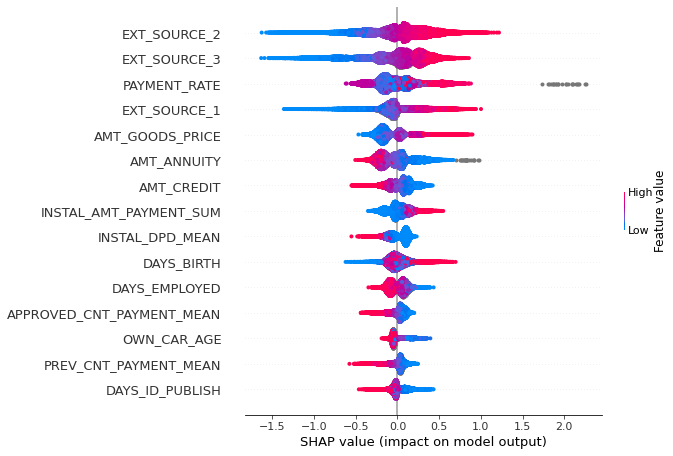 EXT_SOURCE_2
EXT_SOURCE_3
PAYMENT_RATE
EXT_SOURCE_1
AMT_GOODS_PRICE
AMT_ANNUITY
AMT_CREDIT
INSTAL_AMT_PAYMENT_SUM
INSTAL_DPD_MEAN
DAYS_BIRTH
DAYS_EMPLOYED
APPROVED_CNT_PAYMENT_MEAN
OWN_CAR_AGE
PREV_CNT_PAYMENT_MEAN
DAYS_ID_PUBLISH
−1.5 −1.0 −0.5 0.0 0.5 1.0 1.5 2.0
SHAP value (impact on model output)
High
Low
Feature value